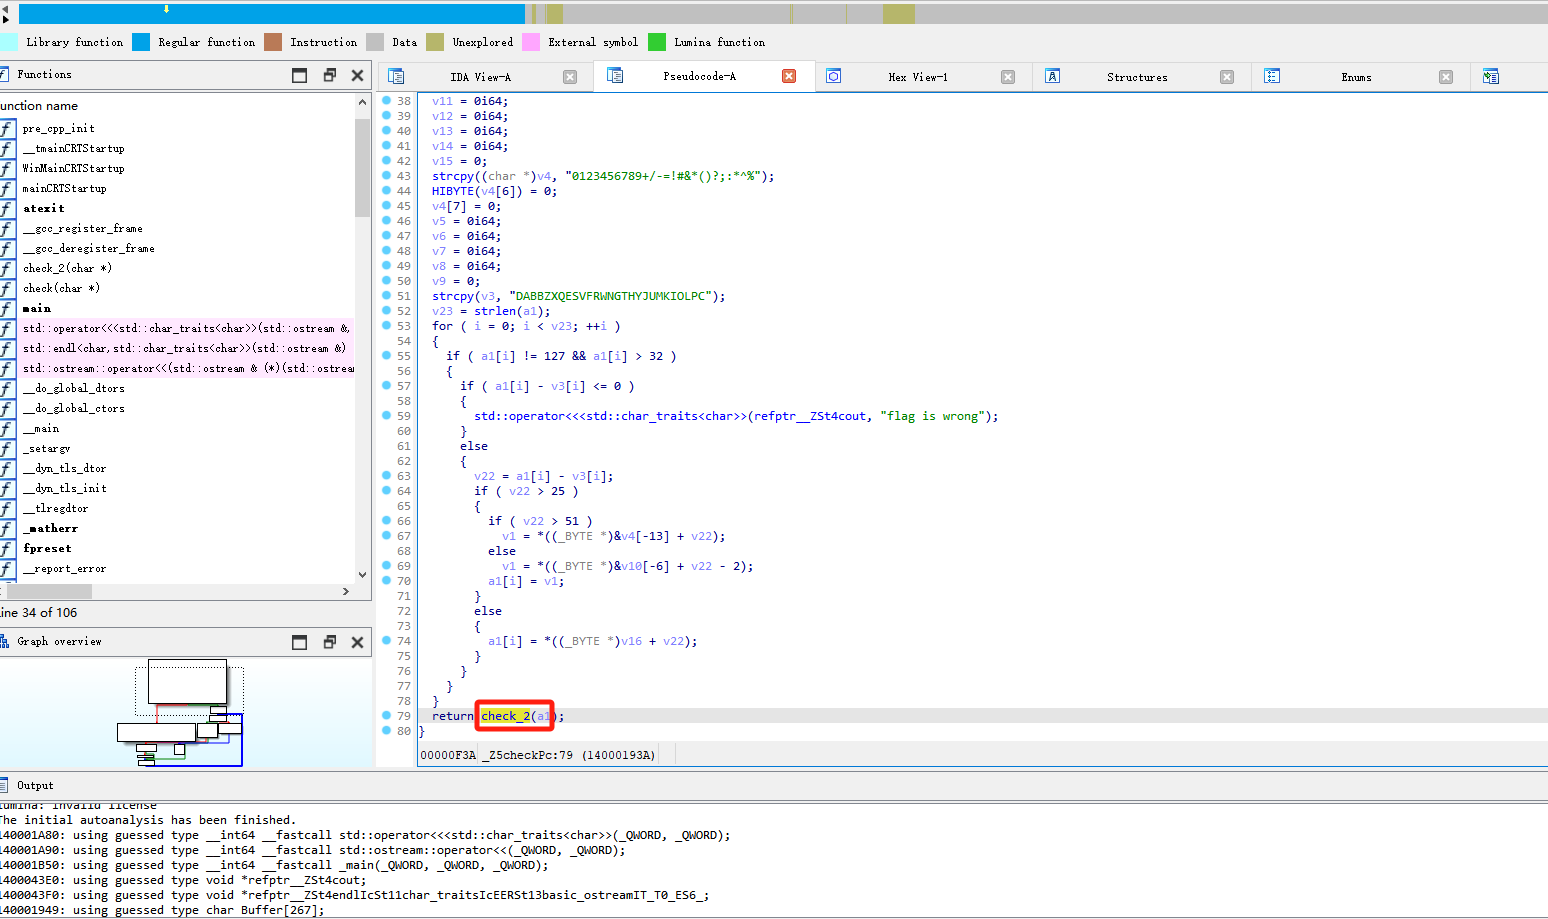 Library function Regular function Instruction Data Unexplored External symbol Lumina function
Functions
unction name
pre_cpp_init
__tmainCRTStartup
WinMainCRTStartup
mainCRTStartup
atexit
__gcc_register_frame
__gcc_deregister_frame
check_2(char *)
check(char *)
main
std::operator<<<std::char_traits<char>>(std::ostream &,
std::endl<char,std::char_traits<char>>(std::ostream &)
std::ostream::operator<<(std::ostream & (*)(std::ostrea
__do_global_dtors
__do_global_ctors
__main
_setargv
__dyn_tls_dtor
__dyn_tls_init
__tlregdtor
_matherr
fpreset
__report_error
ine 34 of 106
Graph overview
IDA View-A Pseudocode-A Hex View-1 Structures Enums
38 v11 = 0i64;
39 v12 = 0i64;
40 v13 = 0i64;
41 v14 = 0i64;
42 v15 = 0;
43 strcpy((char *)v4, "0123456789+/-=!#&*()?;:*^%");
44 HIBYTE(v4[6]) = 0;
45 v4[7] = 0;
46 v5 = 0i64;
47 v6 = 0i64;
48 v7 = 0i64;
49 v8 = 0i64;
50 v9 = 0;
51 strcpy(v3, "DABBZXQESVFRWNGTHYJUMKIOLPC");
52 v23 = strlen(a1);
53 for ( i = 0; i < v23; ++i )
54 {
55 if ( a1[i] != 127 && a1[i] > 32 )
56 {
57 if ( a1[i] - v3[i] <= 0 )
58 {
59 std::operator<<<std::char_traits<char>>(refptr__ZSt4cout, "flag is wrong");
60 }
61 else
62 {
63 v22 = a1[i] - v3[i];
64 if ( v22 > 25 )
65 {
66 if ( v22 > 51 )
67 v1 = *((_BYTE *)&v4[-13] + v22);
68 else
69 v1 = *((_BYTE *)&v10[-6] + v22 - 2);
70 a1[i] = v1;
71 }
72 else
73 {
74 a1[i] = *((_BYTE *)v16 + v22);
75 }
76 }
77 }
78 }
79 return check_2(a1);
80 }
00000F3A _Z5checkPc:79 (14000193A)
Output
lumina: Invalid license
The initial autoanalysis has been finished.
140001A80: using guessed type __int64 __fastcall std::operator<<<std::char_traits<char>>(_QWORD, _QWORD);
140001A90: using guessed type __int64 __fastcall std::ostream::operator<<(_QWORD, _QWORD);
140001B50: using guessed type __int64 __fastcall _main(_QWORD, _QWORD, _QWORD);
1400043E0: using guessed type void *refptr__ZSt4cout;
1400043F0: using guessed type void *refptr__ZSt4endlIcSt11char_traitsIcEERSt13basic_ostreamIT_T0_ES6_;
140001949: using guessed type char Buffer[267];